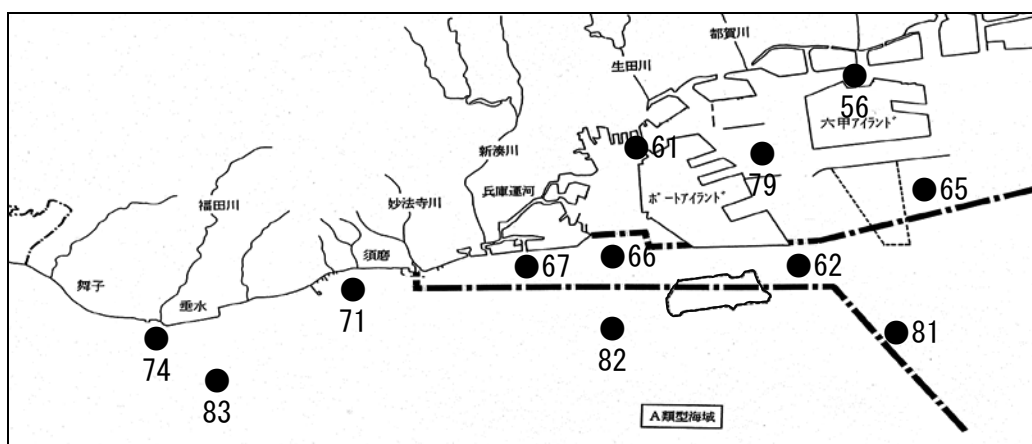 都賀川
生田川
56
六甲アイランド
新湊川
61
79
兵庫運河
妙法寺川
福田川
ポートアイランド
65
須磨
66
67
62
舞子
垂水
71
74
82
81
83
A類型海域